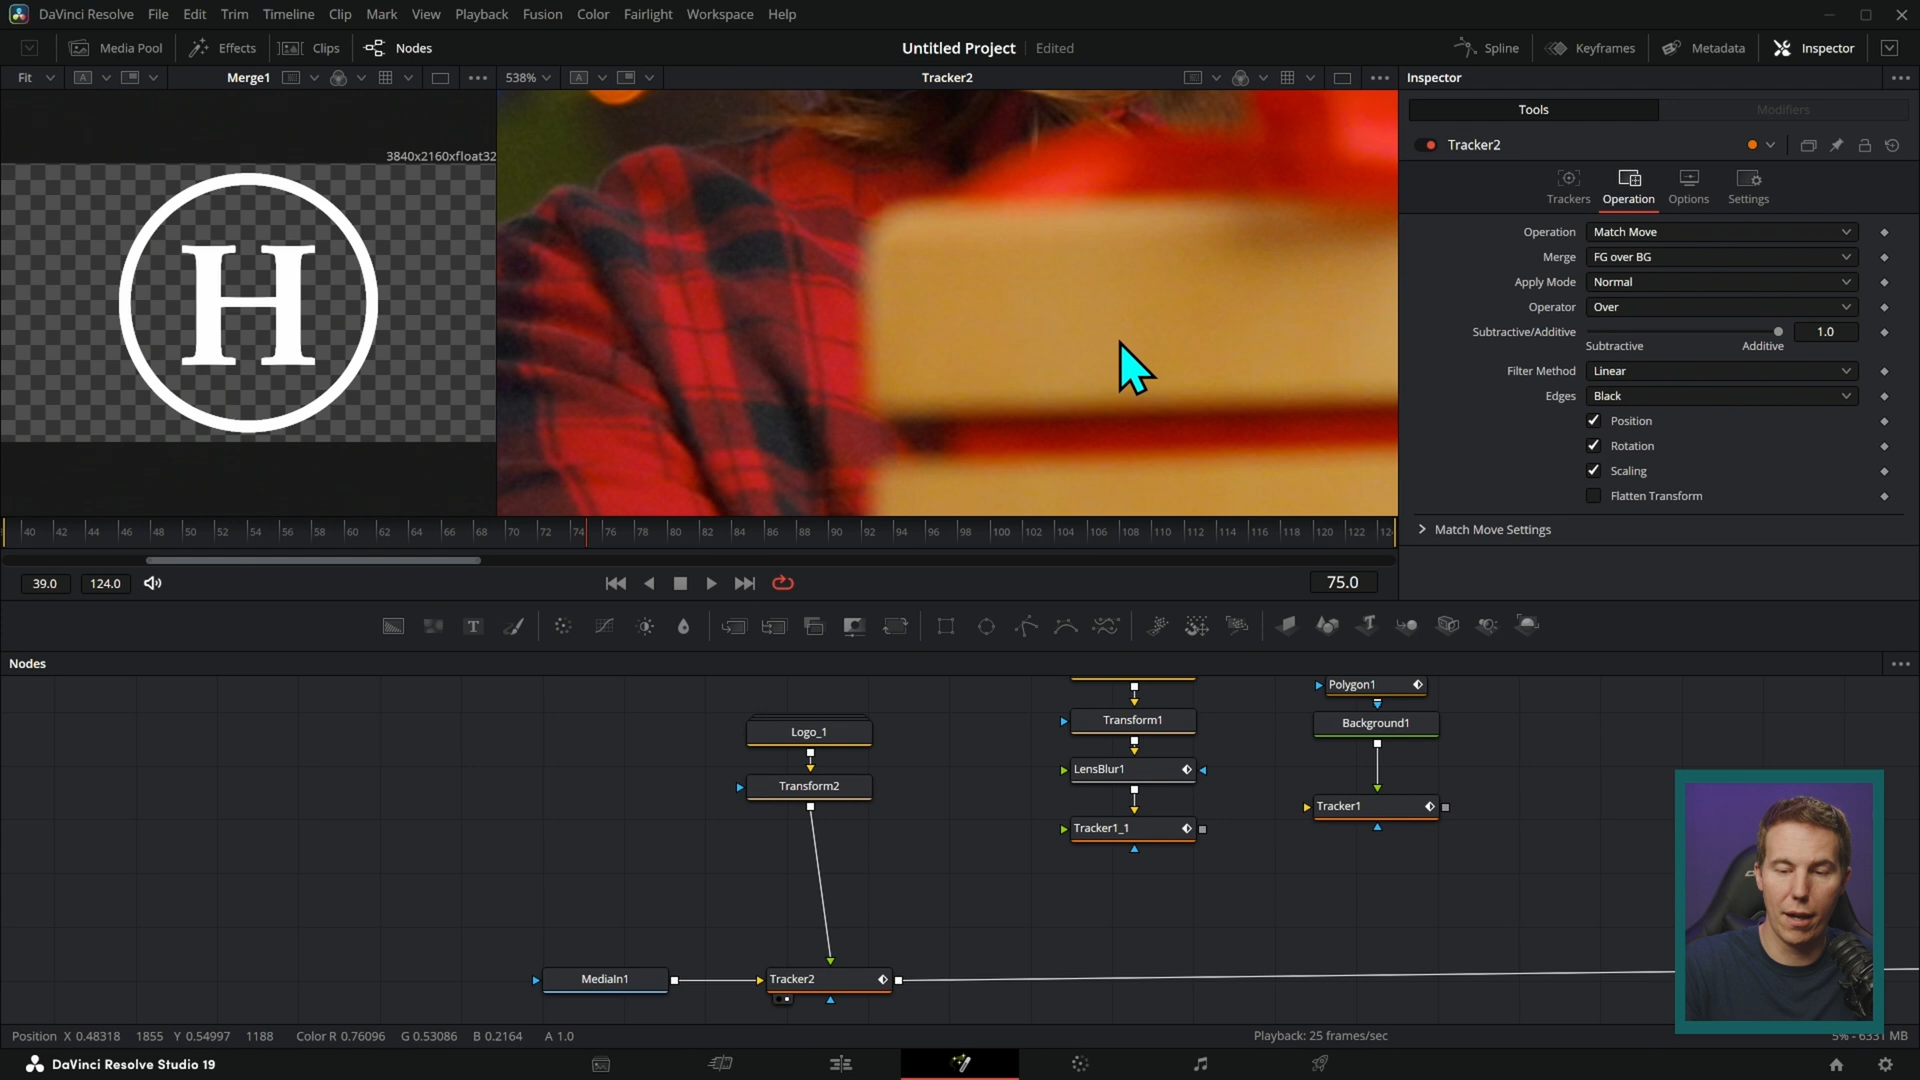 DaVinci Resolve File Edit Trim Timeline Clip Mark View Playback Fusion Color Fairlight Workspace Help
Media Pool Effects Clips Nodes Untitled Project Edited Spline Keyframes Metadata Inspector
Fit A Merge1 538% A Tracker2 Inspector
Tools Modifiers
3840x2160xfloat32
H
Tracker2
Trackers Operation Options Settings
Operation Match Move
Merge FG over BG
Apply Mode Normal
Operator Over
Subtractive/Additive 1.0
Subtractive Additive
Filter Method Linear
Edges Black
Position
Rotation
Scaling
Flatten Transform
Match Move Settings
40 42 44 46 48 50 52 54 56 58 60 62 64 66 68 70 72 74 76 78 80 82 84 86 88 90 92 94 96 98 100 102 104 106 108 110 112 114 116 118 120 122
39.0 124.0 75.0
T T
Nodes
Polygon1
Transform1 Background1
Logo_1
LensBlur1
Transform2
Tracker1
Tracker1_1
MediaIn1 Tracker2
Position X 0.48318 1855 Y 0.54997 1188 Color R 0.76096 G 0.53086 B 0.2164 A 1.0 Playback: 25 frames/sec 5% - 6331 MB
DaVinci Resolve Studio 19